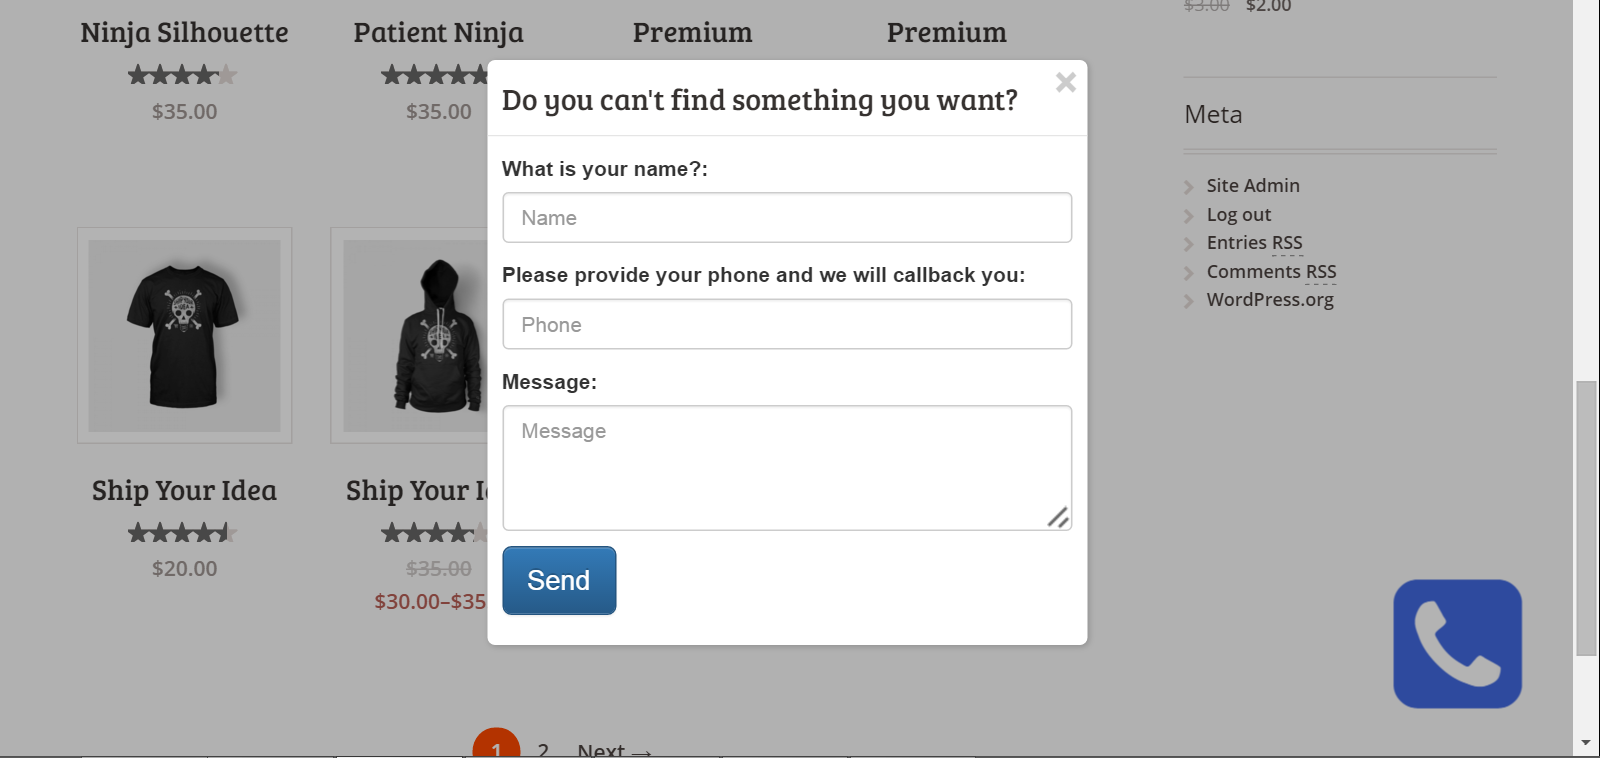 $3.00 $2.00
Ninja Silhouette
Patient Ninja
Premium
Premium
$35.00
$35.00
Do you can't find something you want?
×
What is your name?:
Name
Please provide your phone and we will callback you:
Phone
Message:
Message
Send
Ship Your Idea
Ship Your
$20.00
$35.00
$30.00–$35
Meta
Site Admin
Log out
Entries RSS
Comments RSS
WordPress.org
1 2 Next →